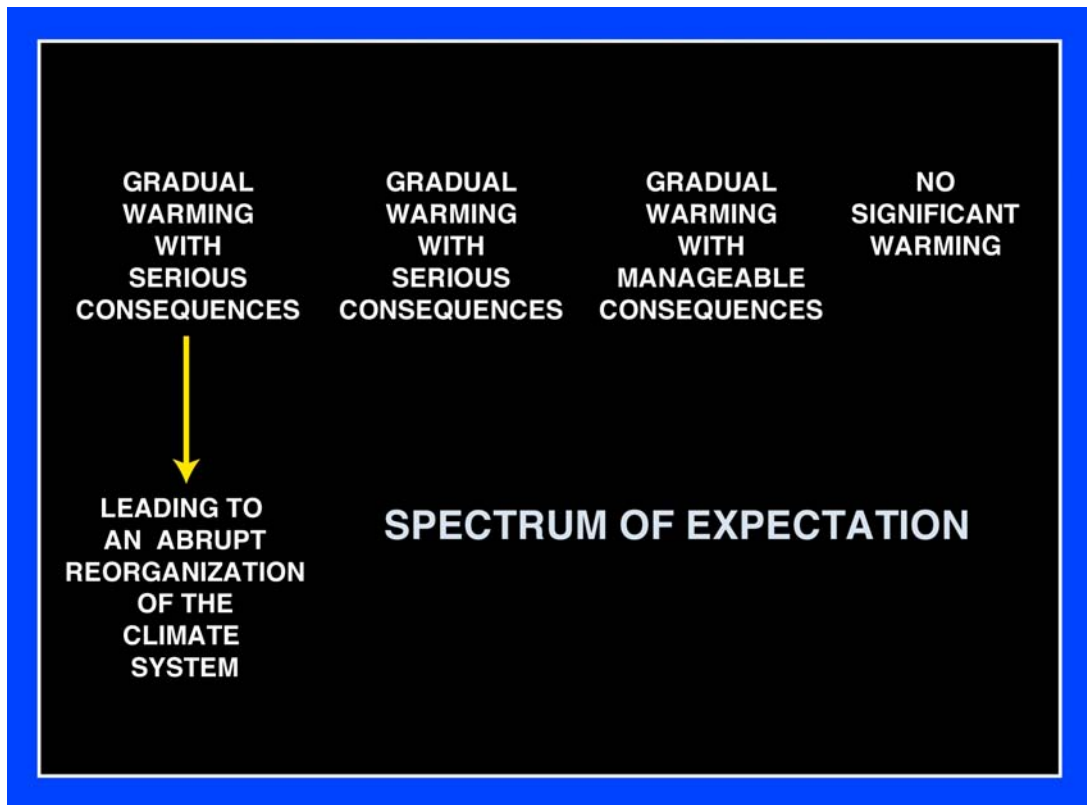 GRADUAL
WARMING
WITH
SERIOUS
CONSEQUENCES
GRADUAL
WARMING
WITH
SERIOUS
CONSEQUENCES
GRADUAL
WARMING
WITH
MANAGEABLE
CONSEQUENCES
NO
SIGNIFICANT
WARMING
LEADING TO
AN ABRUPT
REORGANIZATION
OF THE
CLIMATE
SYSTEM
SPECTRUM OF EXPECTATION